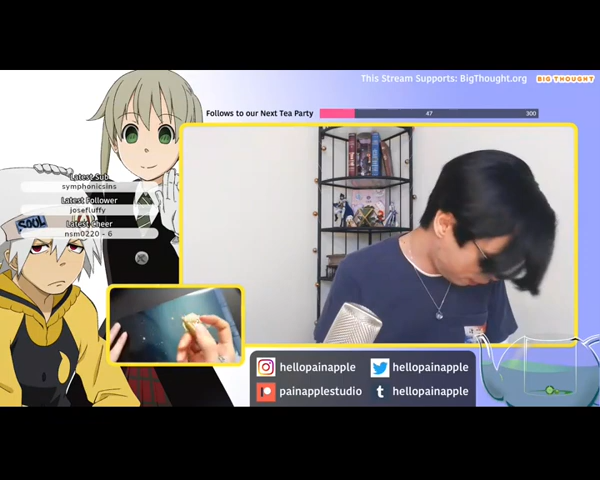 This Stream Supports: BigThought.org
BIG THOUGHT
Follows to our Next Tea Party
47
300
Latest Sub
symphonicsins
Latest Follower
josefluffy
Latest Cheer
nsm0220 - 6
SOUL
hellopainapple
hellopainapple
painapplestudio
hellopainapple